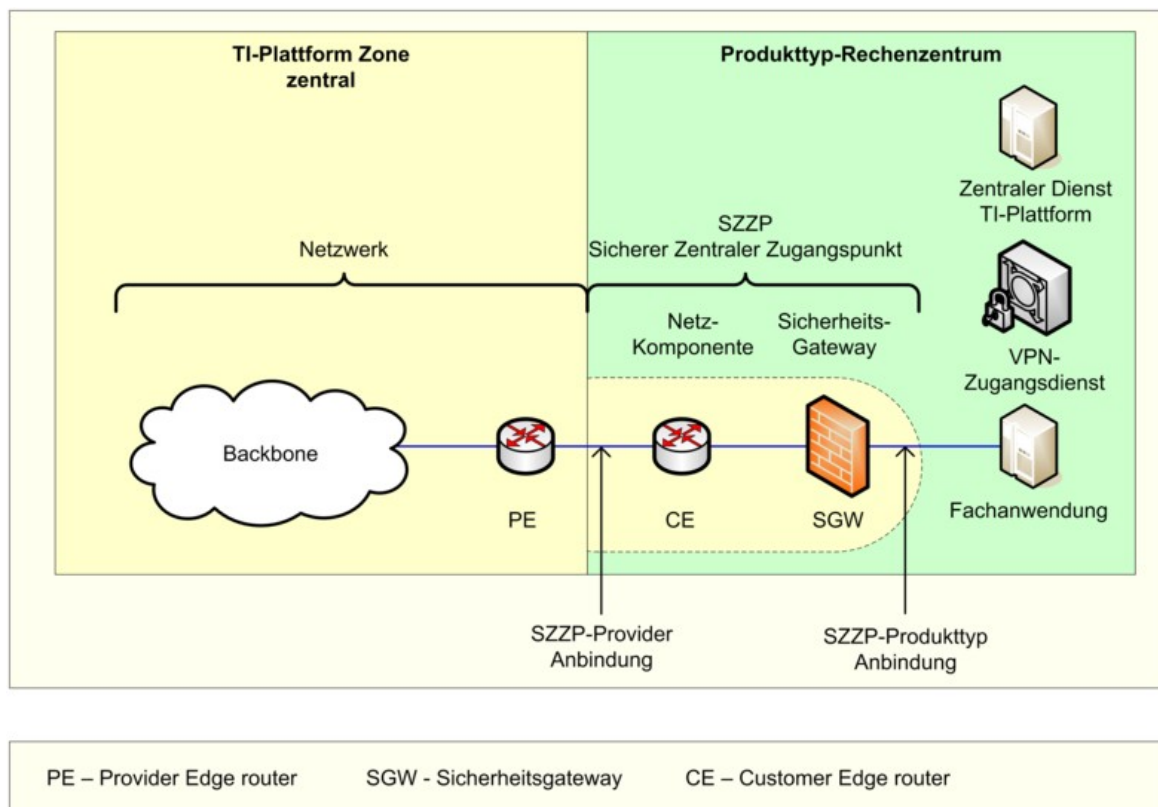 TI-Plattform Zone
zentral
Produkttyp-Rechenzentrum
Zentraler Dienst
TI-Plattform
Netzwerk
SZZP
Sicherer Zentraler Zugangspunkt
Netz-
Komponente
Sicherheits-
Gateway
VPN-
Zugangsdienst
Backbone
PE
CE
SGW
Fachanwendung
SZZP-Provider
Anbindung
SZZP-Produkttyp
Anbindung
PE – Provider Edge router
SGW - Sicherheitsgateway
CE – Customer Edge router